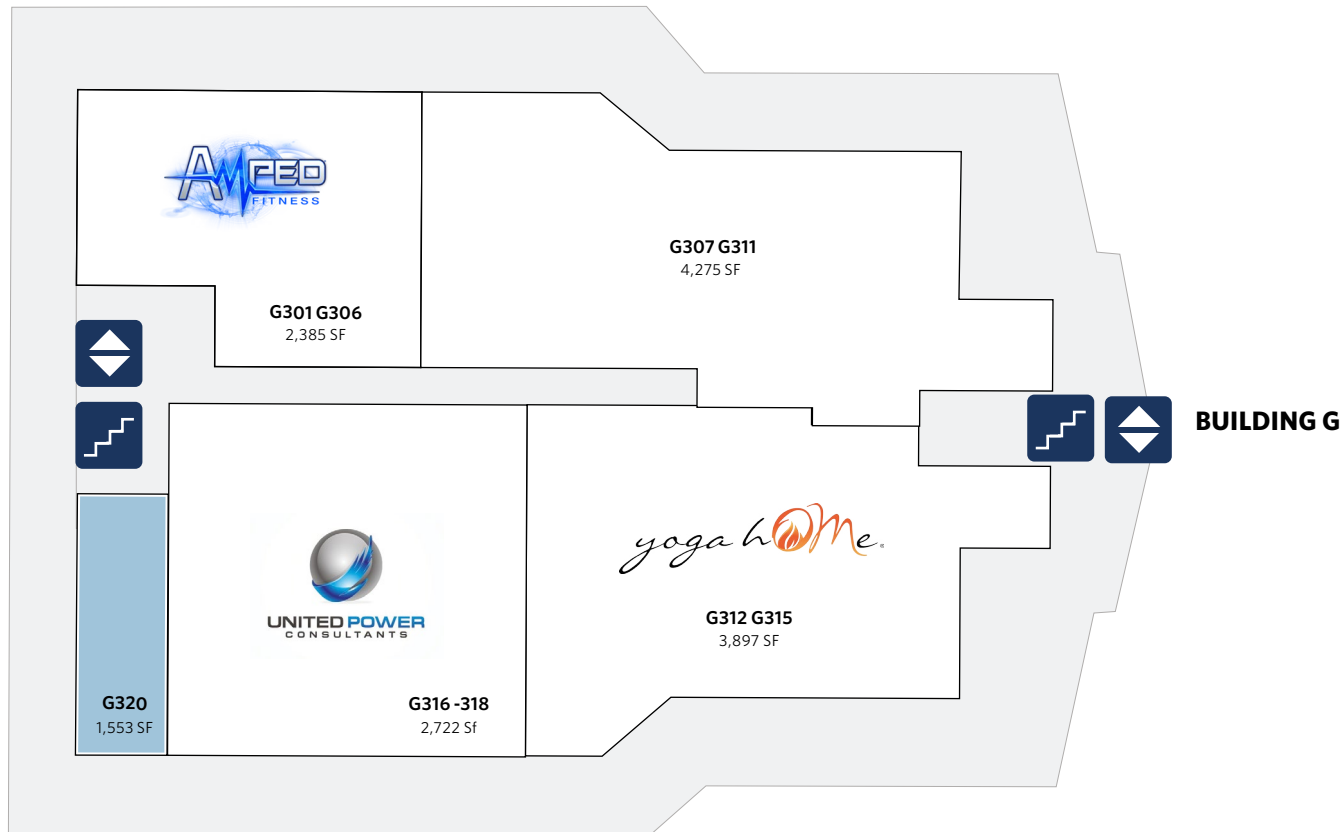 AMPED
FITNESS
G307 G311
4,275 SF
G301 G306
2,385 SF
BUILDING G
yoga hOMe®
UNITED POWER
CONSULTANTS
G312 G315
3,897 SF
G320
1,553 SF
G316 -318
2,722 Sf